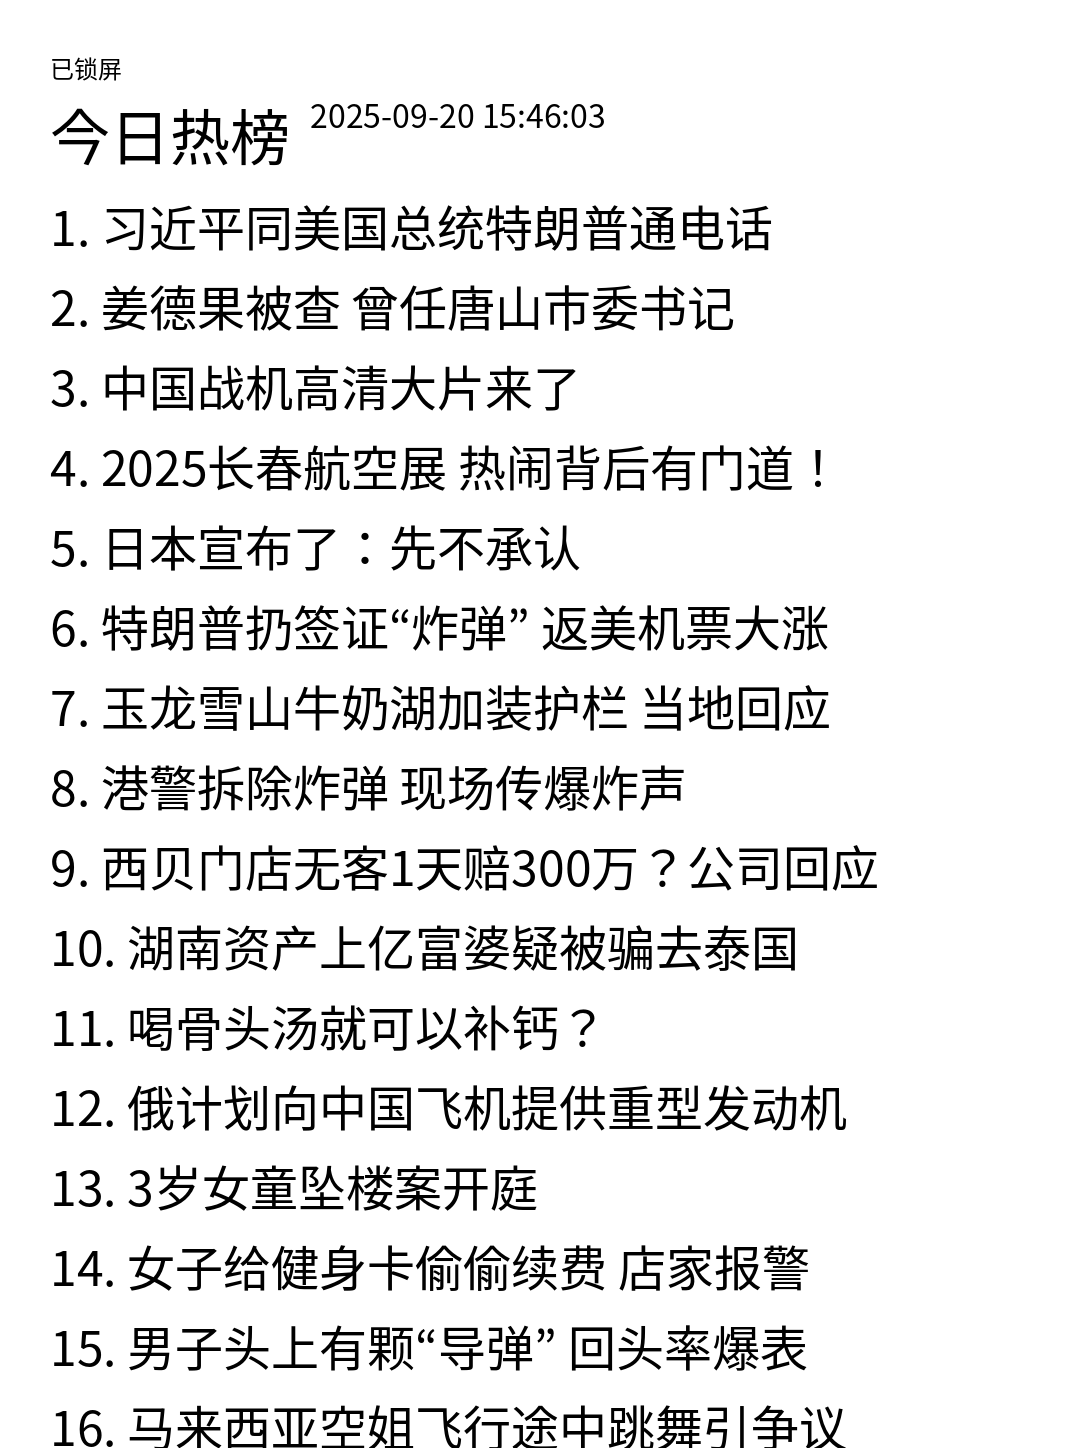 已锁屏
今日热榜 2025-09-20 15:46:03
1. 习近平同美国总统特朗普通电话
2. 姜德果被查 曾任唐山市委书记
3. 中国战机高清大片来了
4. 2025长春航空展 热闹背后有门道！
5. 日本宣布了：先不承认
6. 特朗普扔签证“炸弹” 返美机票大涨
7. 玉龙雪山牛奶湖加装护栏 当地回应
8. 港警拆除炸弹 现场传爆炸声
9. 西贝门店无客1天赔300万？公司回应
10. 湖南资产上亿富婆疑被骗去泰国
11. 喝骨头汤就可以补钙？
12. 俄计划向中国飞机提供重型发动机
13. 3岁女童坠楼案开庭
14. 女子给健身卡偷偷续费 店家报警
15. 男子头上有颗“导弹” 回头率爆表
16. 马来西亚空姐飞行途中跳舞引争议